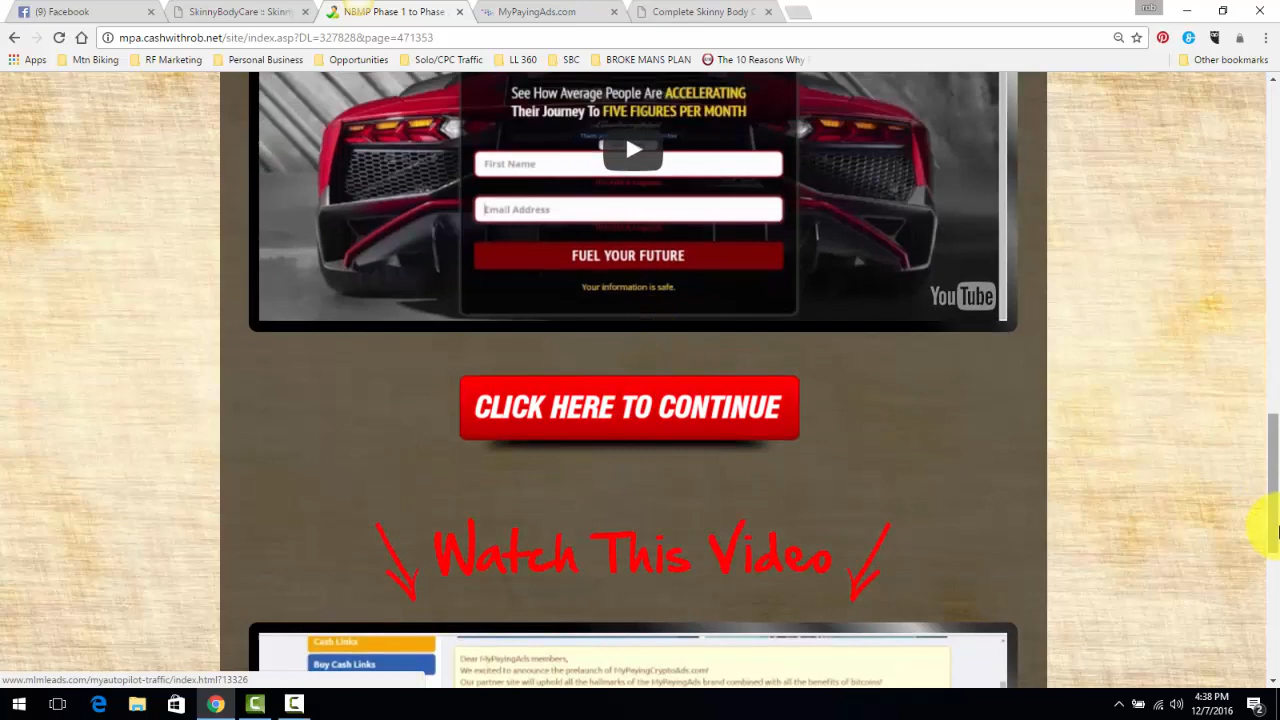 rob
(9) Facebook
SkinnyBodyCare :: Skinny
NBMP Phase 1 to Phase
MyPayingAds.com
Complete Skinny Body C
mpa.cashwithrob.net/site/index.asp?DL=327828&page=471353
Apps
Mtn Biking
RF Marketing
Personal Business
Opportunities
Solo/CPC Traffic
LL 360
SBC
BROKE MANS PLAN
The 10 Reasons Why
Other bookmarks
See How Average People Are ACCELERATING
Their Journey To FIVE FIGURES PER MONTH
First Name
Email Address
FUEL YOUR FUTURE
Your information is safe.
YouTube
CLICK HERE TO CONTINUE
Watch This Video
Cash Links
Buy Cash Links
Dear MyPayingAds members,
We excited to announce the prelaunch of MyPayingCryptoAds.com!
Our partner site will uphold all the hallmarks of the MyPayingAds brand combined with all the benefits of bitcoins!
www.mlmleads.com/myautopilot-traffic/index.html?13326
4:38 PM
12/7/2016
2